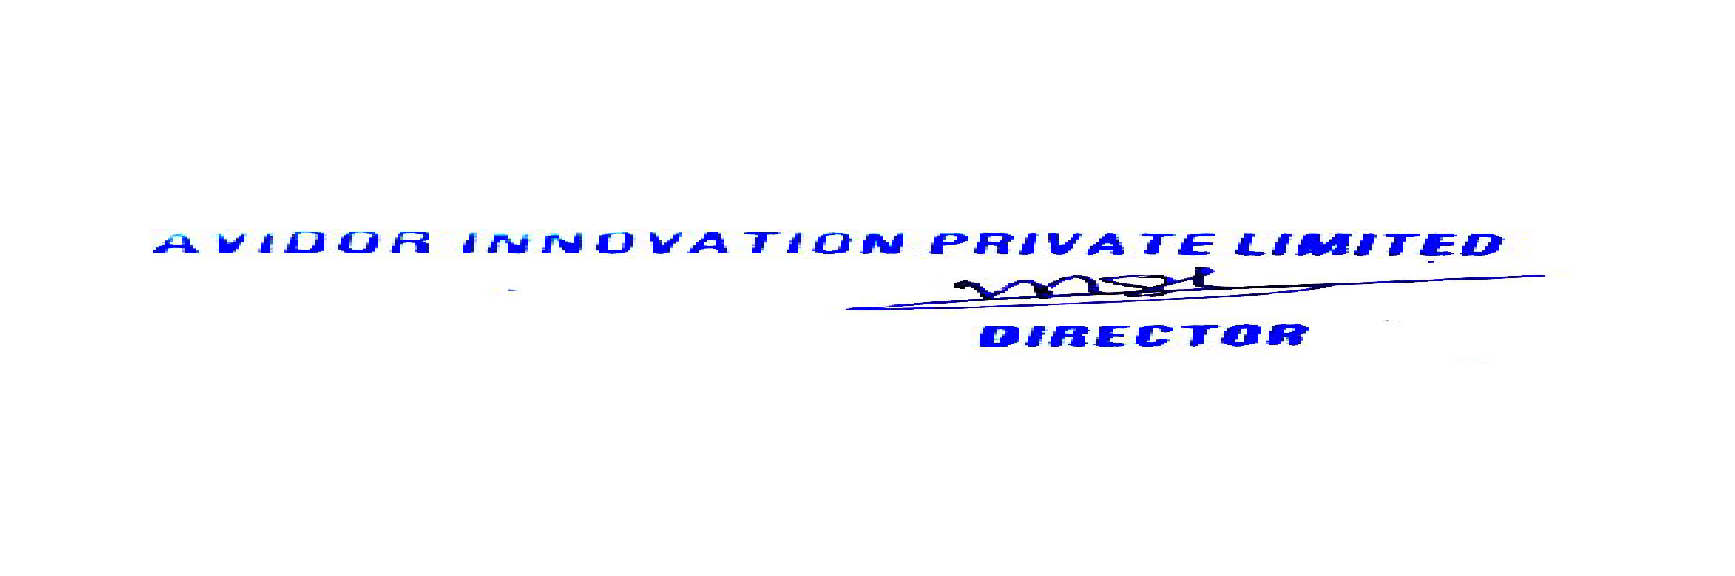 AVIDOR INNOVATION PRIVATE LIMITED
DIRECTOR